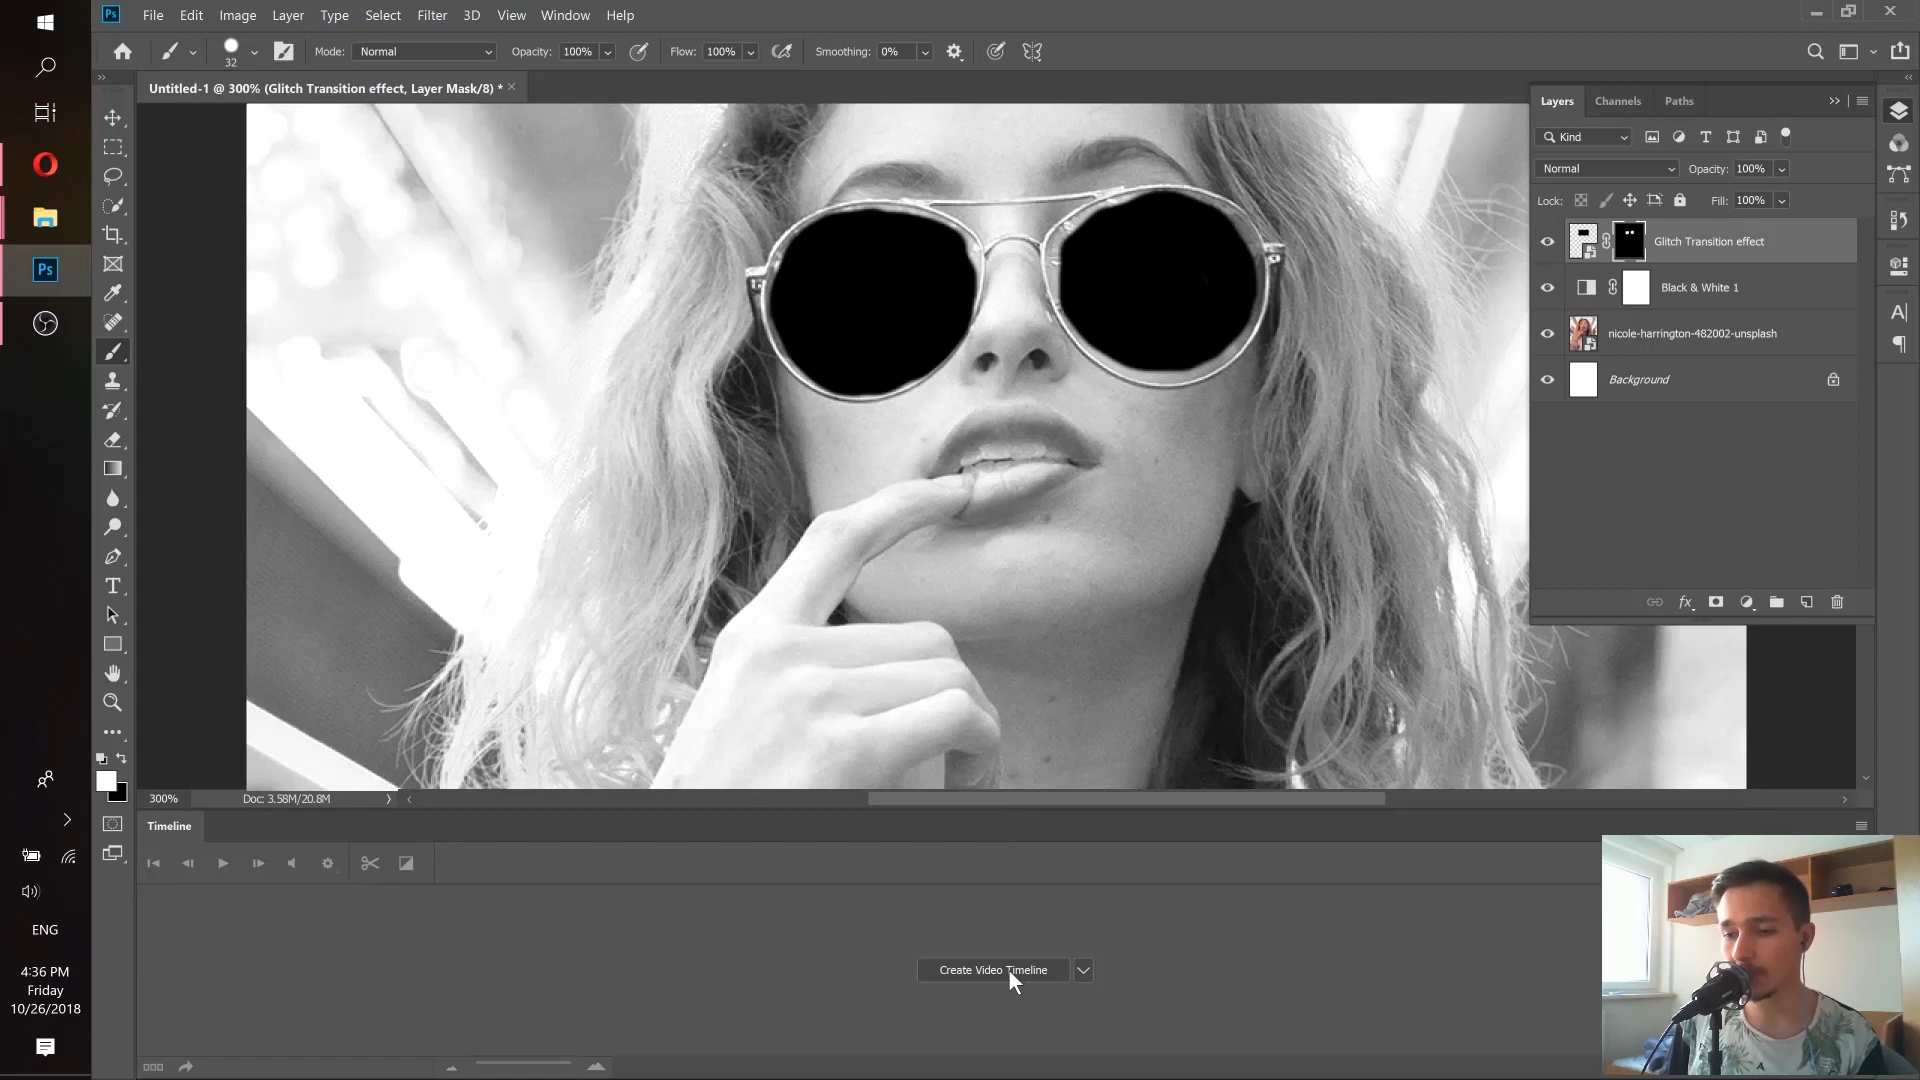 Ps File Edit Image Layer Type Select Filter 3D View Window Help
32 Mode: Normal Opacity: 100% Flow: 100% Smoothing: 0%
Untitled-1 @ 300% (Glitch Transition effect, Layer Mask/8) *
Layers Channels Paths
Kind
Normal Opacity: 100%
Lock: Fill: 100%
Glitch Transition effect
Black & White 1
nicole-harrington-482002-unsplash
Background
Ps
300% Doc: 3.58M/20.8M
Timeline
Create Video Timeline
ENG
4:36 PM
Friday
10/26/2018